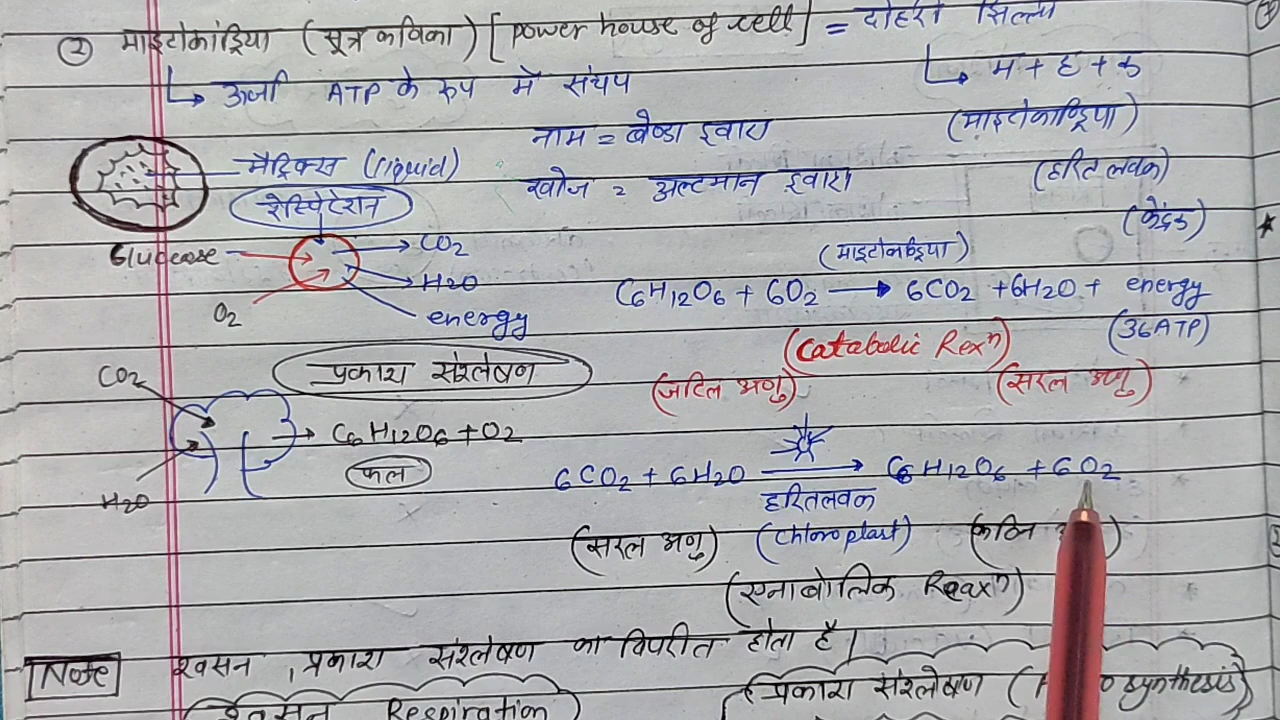 ② माइटोकांड्रिया (सूत्र कणिका) [power house of cell] = दोहरी झिल्ली
↳ ऊर्जा ATP के रूप में संचय
↳ म + ह + क
नाम = बेण्डा द्वारा
(माइटोकाण्ड्रिया)
मैट्रिक्स (liquid)
खोज = अल्टमान द्वारा
(हरित लवक)
रेस्पिरेशन
(केंद्रक)
Glucose
CO2
(माइटोकाण्ड्रिया)
H2O
C6H12O6 + 6O2 → 6CO2 + 6H2O + energy
O2
energy
(36ATP)
(Catabolic Rexⁿ)
CO2
प्रकाश संश्लेषण
(जटिल अणु)
(सरल अणु)
→ C6H12O6 + O2
फल
6CO2 + 6H2O → C6H12O6 + 6O2
H2O
हरितलवक
(सरल अणु) (Chloroplast)
(एनाबोलिक Reaxⁿ)
Note श्वसन, प्रकाश संश्लेषण का विपरीत होता है।
श्वसन Respiration
(प्रकाश संश्लेषण